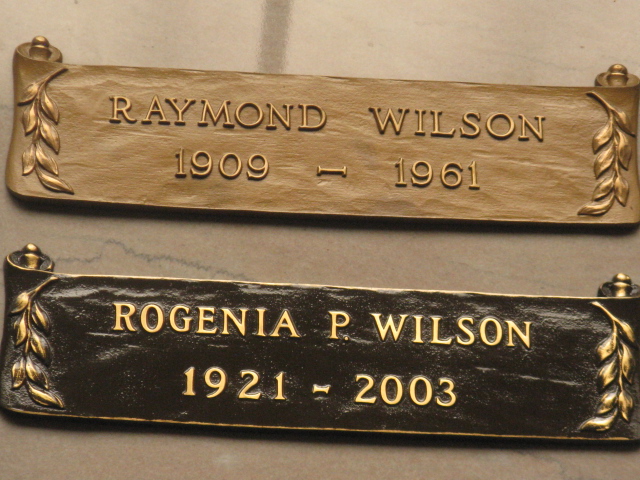 RAYMOND WILSON
1909 - 1961
ROGENIA P. WILSON
1921 - 2003